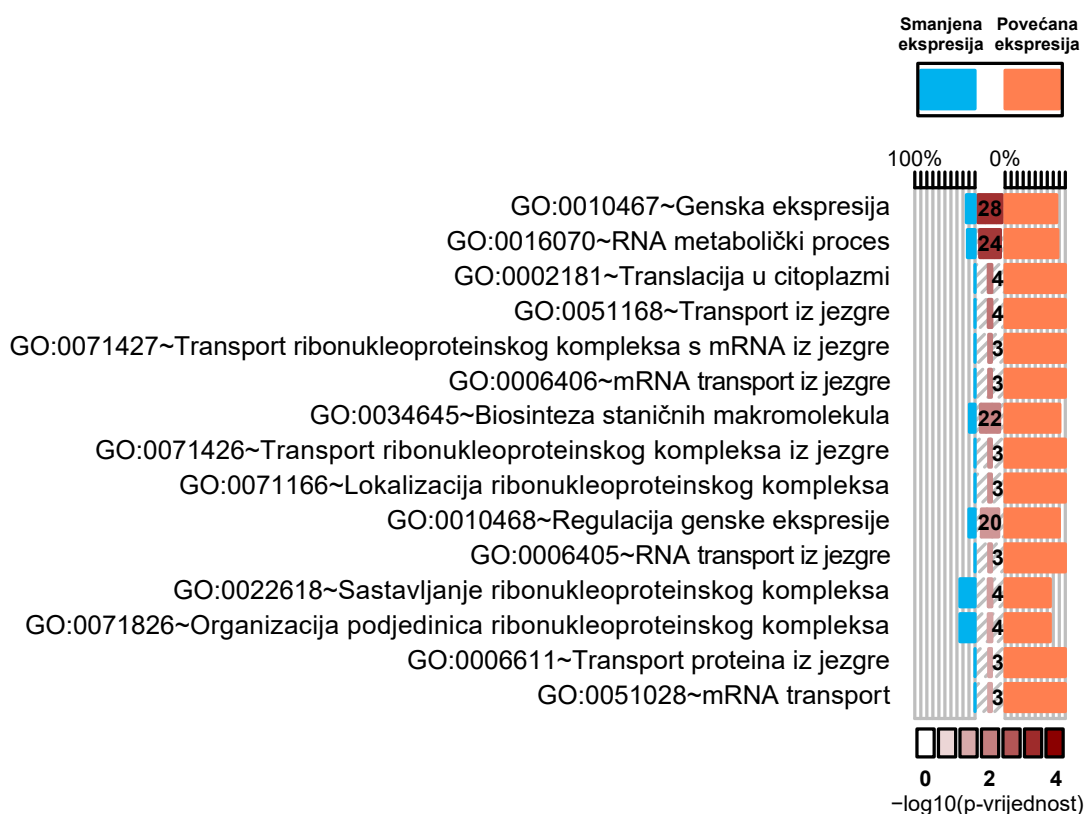 Smanjena Povećana
ekspresija ekspresija
100% 0%
GO:0010467~Genska ekspresija 28
GO:0016070~RNA metabolički proces 24
GO:0002181~Translacija u citoplazmi 4
GO:0051168~Transport iz jezgre 4
GO:0071427~Transport ribonukleoproteinskog kompleksa s mRNA iz jezgre 3
GO:0006406~mRNA transport iz jezgre 3
GO:0034645~Biosinteza staničnih makromolekula 22
GO:0071426~Transport ribonukleoproteinskog kompleksa iz jezgre 3
GO:0071166~Lokalizacija ribonukleoproteinskog kompleksa 3
GO:0010468~Regulacija genske ekspresije 20
GO:0006405~RNA transport iz jezgre 3
GO:0022618~Sastavljanje ribonukleoproteinskog kompleksa 4
GO:0071826~Organizacija podjedinica ribonukleoproteinskog kompleksa 4
GO:0006611~Transport proteina iz jezgre 3
GO:0051028~mRNA transport 3
0 2 4
−log10(p-vrijednost)